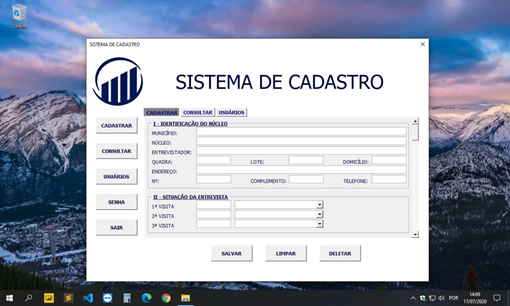 SISTEMA DE CADASTRO
SISTEMA DE CADASTRO
CADASTRAR CONSULTAR USUÁRIOS
CADASTRAR
CONSULTAR
USUÁRIOS
SENHA
SAIR
I - IDENTIFICAÇÃO DO NÚCLEO
MUNICÍPIO:
NÚCLEO:
ENTREVISTADOR:
QUADRA: LOTE: DOMICÍLIO:
ENDEREÇO:
Nº: COMPLEMENTO: TELEFONE:
II - SITUAÇÃO DA ENTREVISTA
1ª VISITA
2ª VISITA
3ª VISITA
SALVAR LIMPAR DELETAR
POR
14:09
17/07/2020